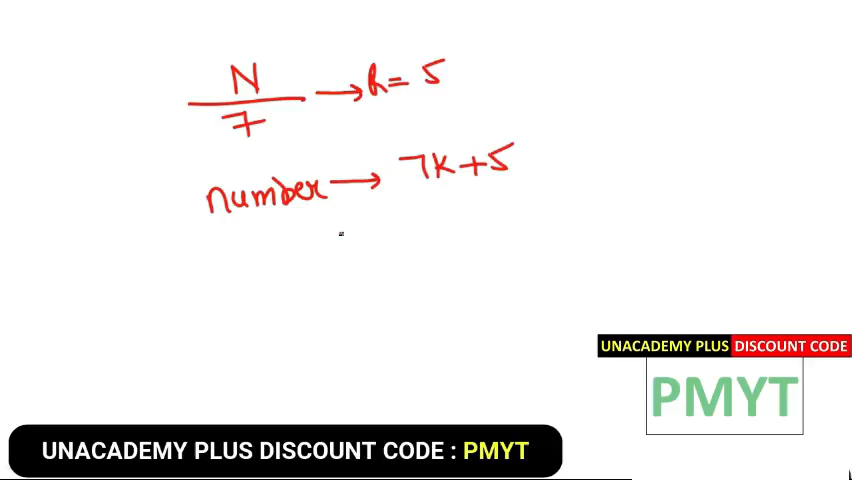 N
7
→ R = 5
number → 7K+5
UNACADEMY PLUS DISCOUNT CODE
PMYT
UNACADEMY PLUS DISCOUNT CODE : PMYT